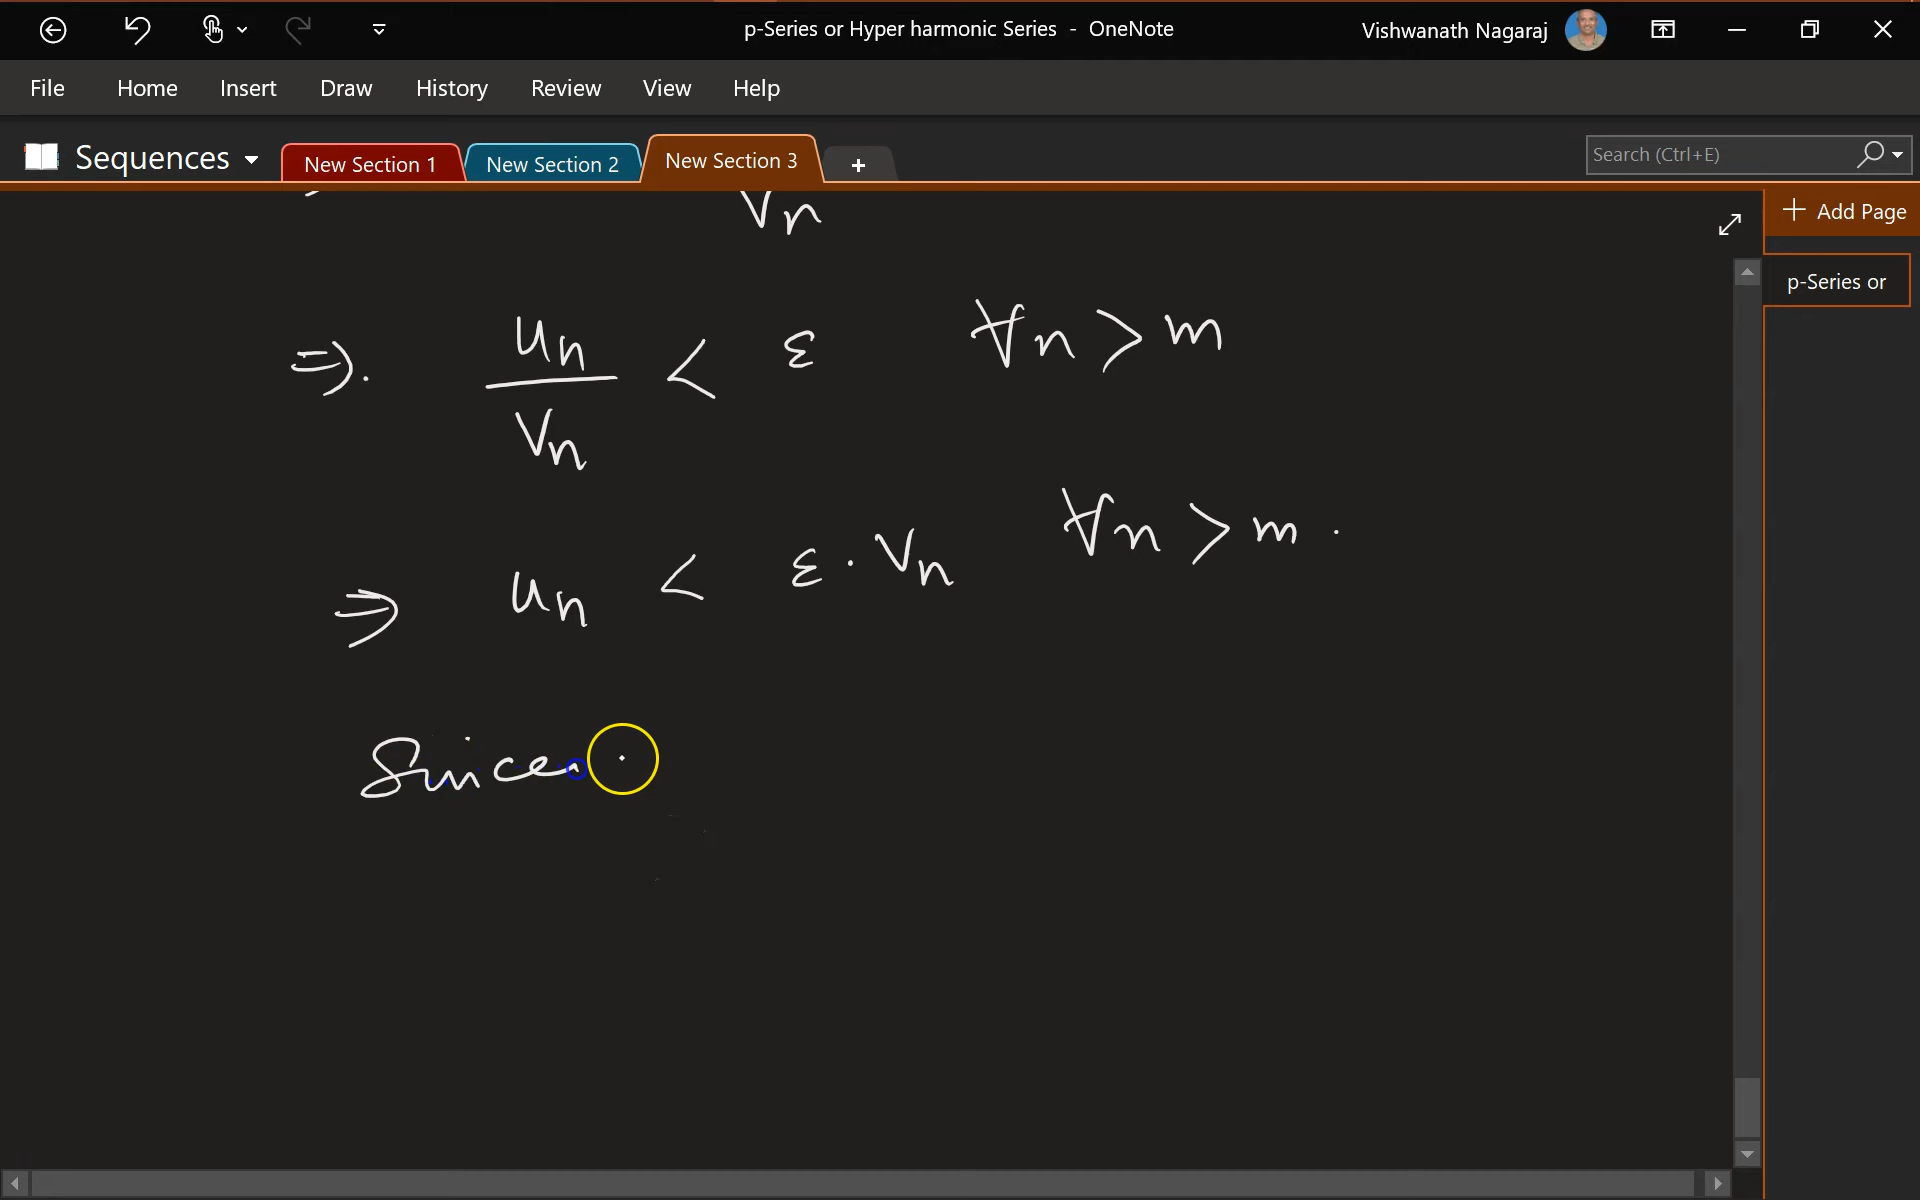 p-Series or Hyper harmonic Series - OneNote
Vishwanath Nagaraj
File Home Insert Draw History Review View Help
Sequences New Section 1 New Section 2 New Section 3 +
Search (Ctrl+E)
+ Add Page
p-Series or
Vn
⇒. un/Vn < ε ∀n > m
⇒ un < ε · Vn ∀n > m .
Since